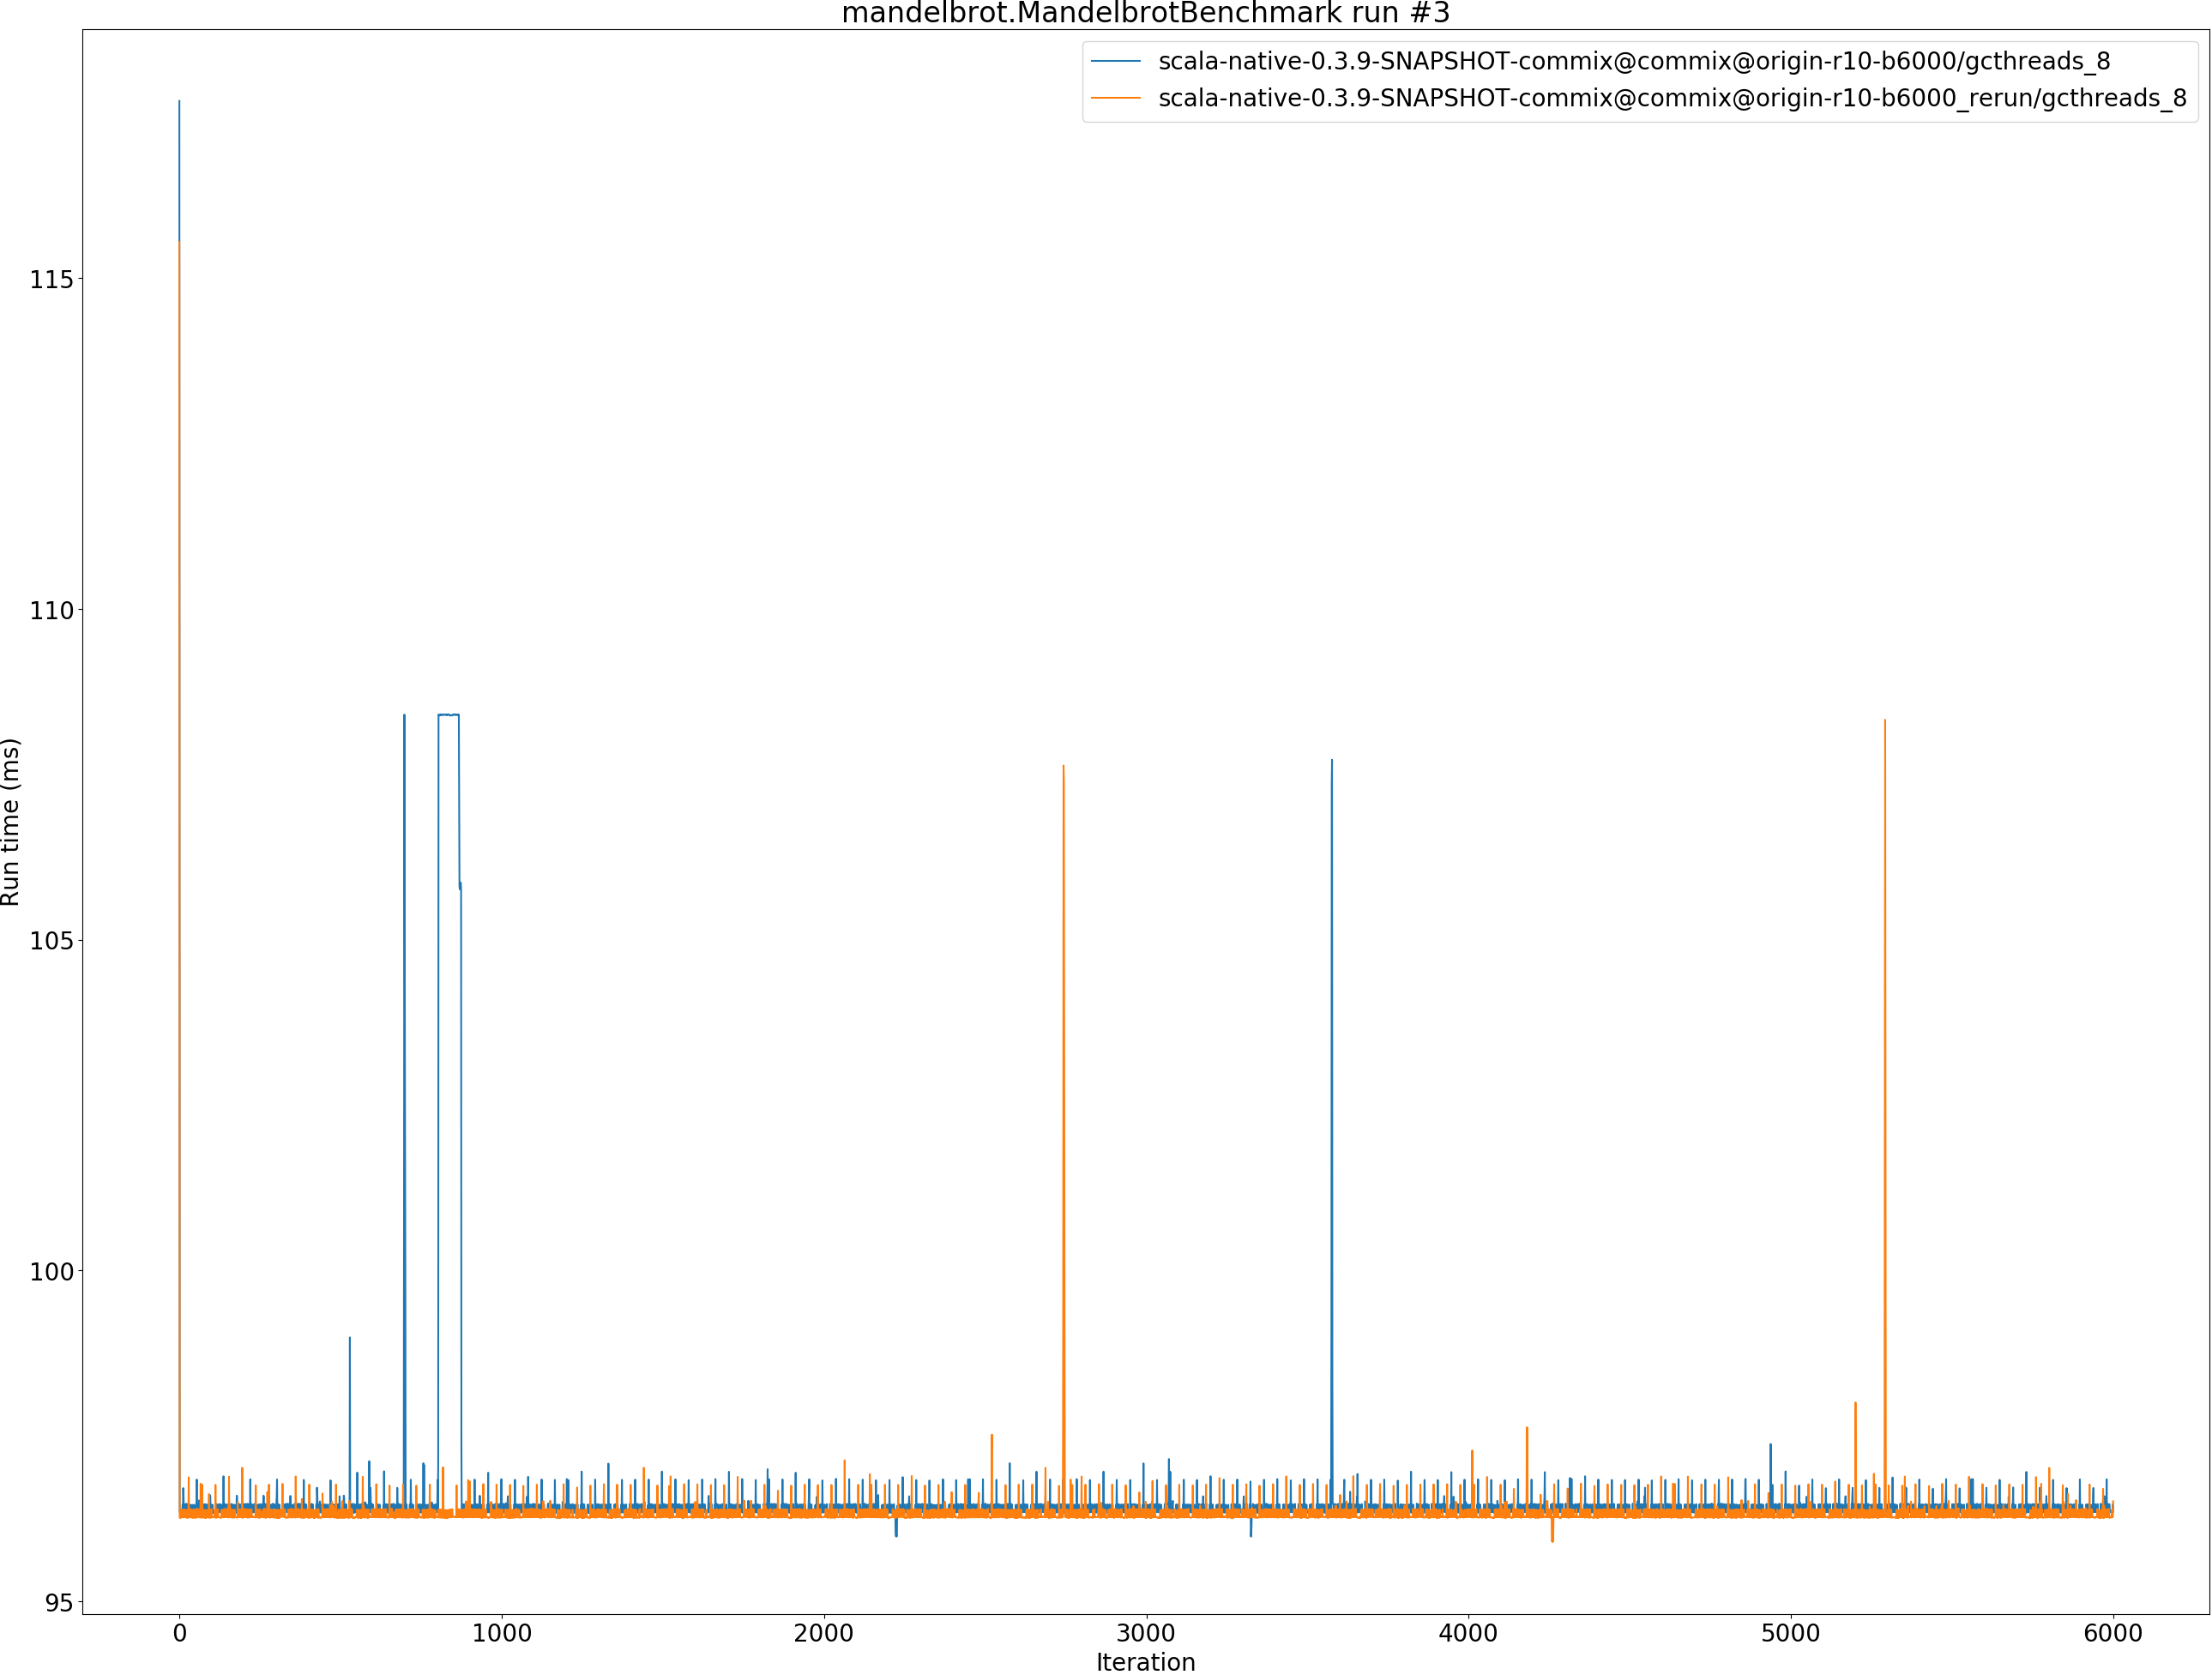 mandelbrot.MandelbrotBenchmark run #3
scala-native-0.3.9-SNAPSHOT-commix@commix@origin-r10-b6000/gcthreads_8
scala-native-0.3.9-SNAPSHOT-commix@commix@origin-r10-b6000_rerun/gcthreads_8
Run time (ms)
115
110
105
100
95
0 1000 2000 3000 4000 5000 6000
Iteration